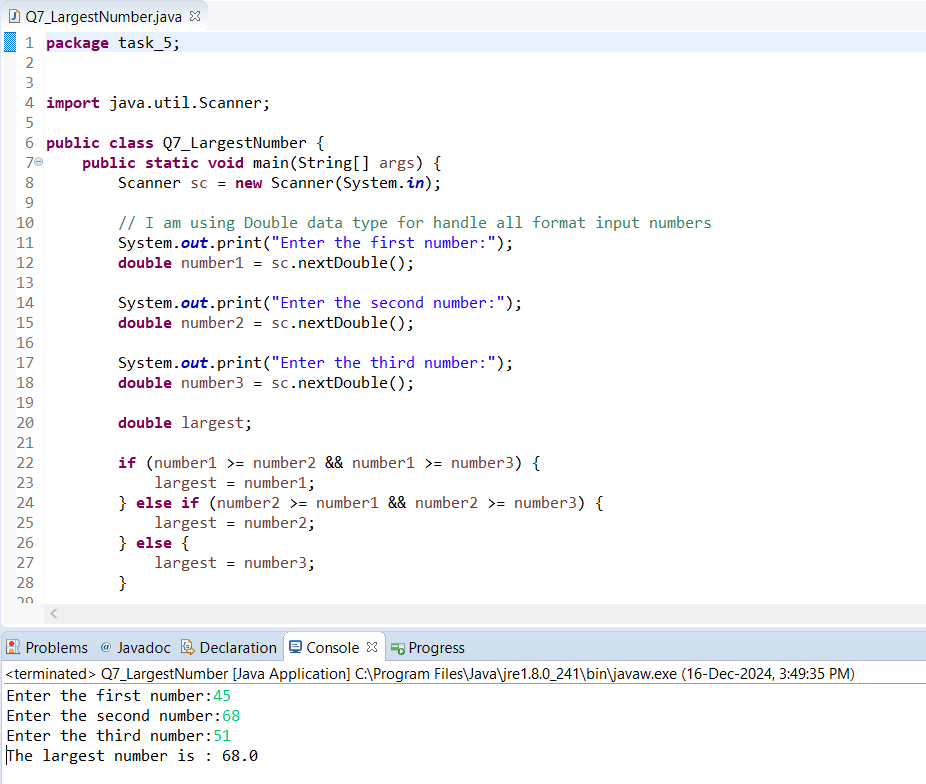 Q7_LargestNumber.java
1 package task_5;
2
3
4 import java.util.Scanner;
5
6 public class Q7_LargestNumber {
7     public static void main(String[] args) {
8         Scanner sc = new Scanner(System.in);
9
10         // I am using Double data type for handle all format input numbers
11         System.out.print("Enter the first number:");
12         double number1 = sc.nextDouble();
13
14         System.out.print("Enter the second number:");
15         double number2 = sc.nextDouble();
16
17         System.out.print("Enter the third number:");
18         double number3 = sc.nextDouble();
19
20         double largest;
21
22         if (number1 >= number2 && number1 >= number3) {
23             largest = number1;
24         } else if (number2 >= number1 && number2 >= number3) {
25             largest = number2;
26         } else {
27             largest = number3;
28         }
29
Problems @ Javadoc Declaration Console Progress
<terminated> Q7_LargestNumber [Java Application] C:\Program Files\Java\jre1.8.0_241\bin\javaw.exe (16-Dec-2024, 3:49:35 PM)
Enter the first number:45
Enter the second number:68
Enter the third number:51
The largest number is : 68.0